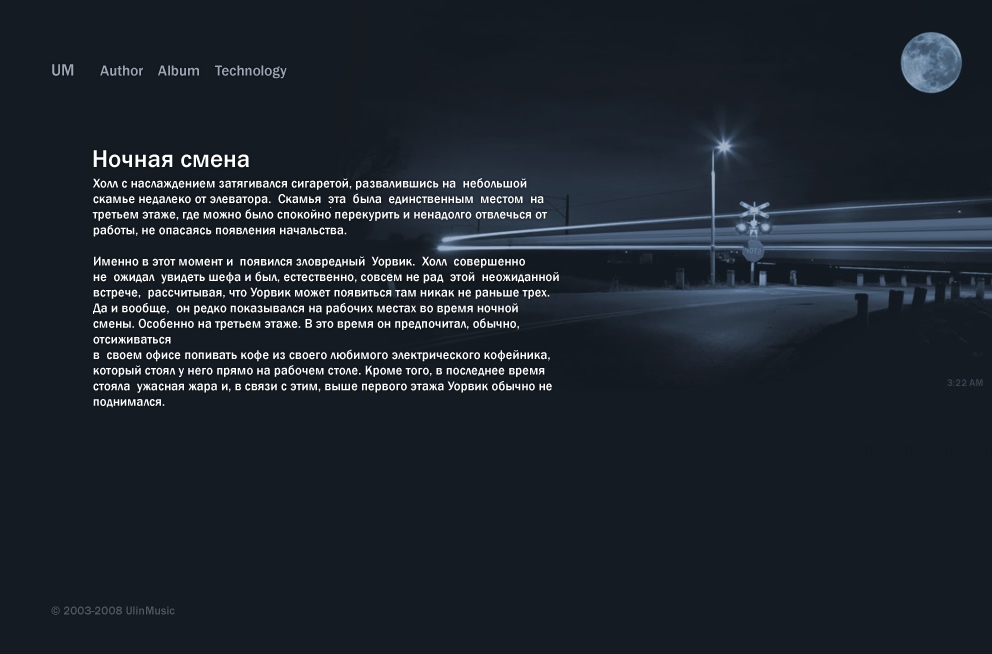 UM Author Album Technology
Ночная смена
Холл с наслаждением затягивался сигаретой, развалившись на небольшой
скамье недалеко от элеватора. Скамья эта была единственным местом на
третьем этаже, где можно было спокойно перекурить и ненадолго отвлечься от
работы, не опасаясь появления начальства.
Именно в этот момент и появился зловредный Уорвик. Холл совершенно
не ожидал увидеть шефа и был, естественно, совсем не рад этой неожиданной
встрече, рассчитывая, что Уорвик может появиться там никак не раньше трех.
Да и вообще, он редко показывался на рабочих местах во время ночной
смены. Особенно на третьем этаже. В это время он предпочитал, обычно,
отсиживаться
в своем офисе попивать кофе из своего любимого электрического кофейника,
который стоял у него прямо на рабочем столе. Кроме того, в последнее время
стояла ужасная жара и, в связи с этим, выше первого этажа Уорвик обычно не
поднимался.
3:22 AM
© 2003-2008 UlinMusic